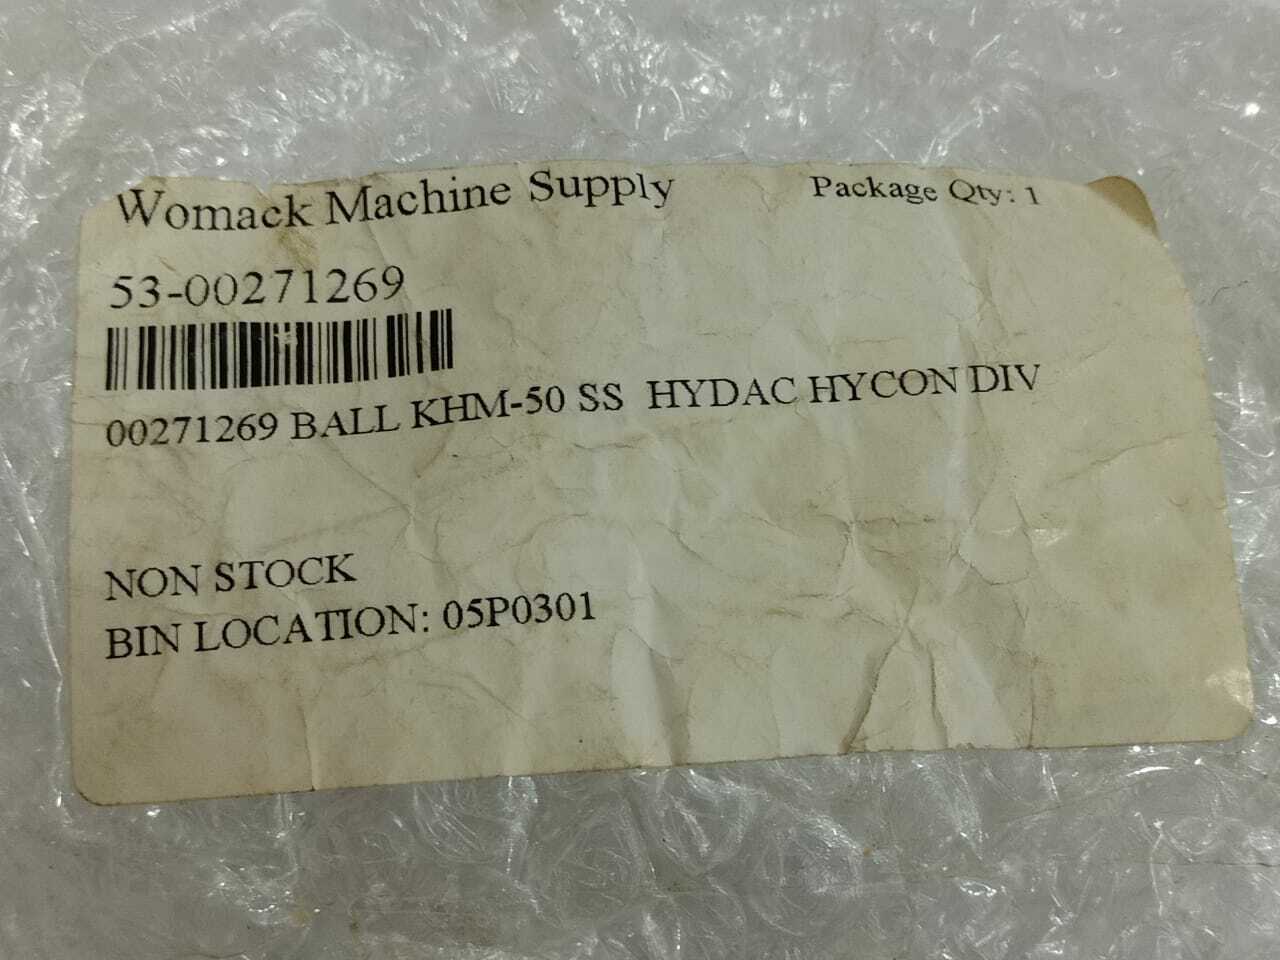 Womack Machine Supply Package Qty: 1
53-00271269
00271269 BALL KHM-50 SS HYDAC HYCON DIV
NON STOCK
BIN LOCATION: 05P0301